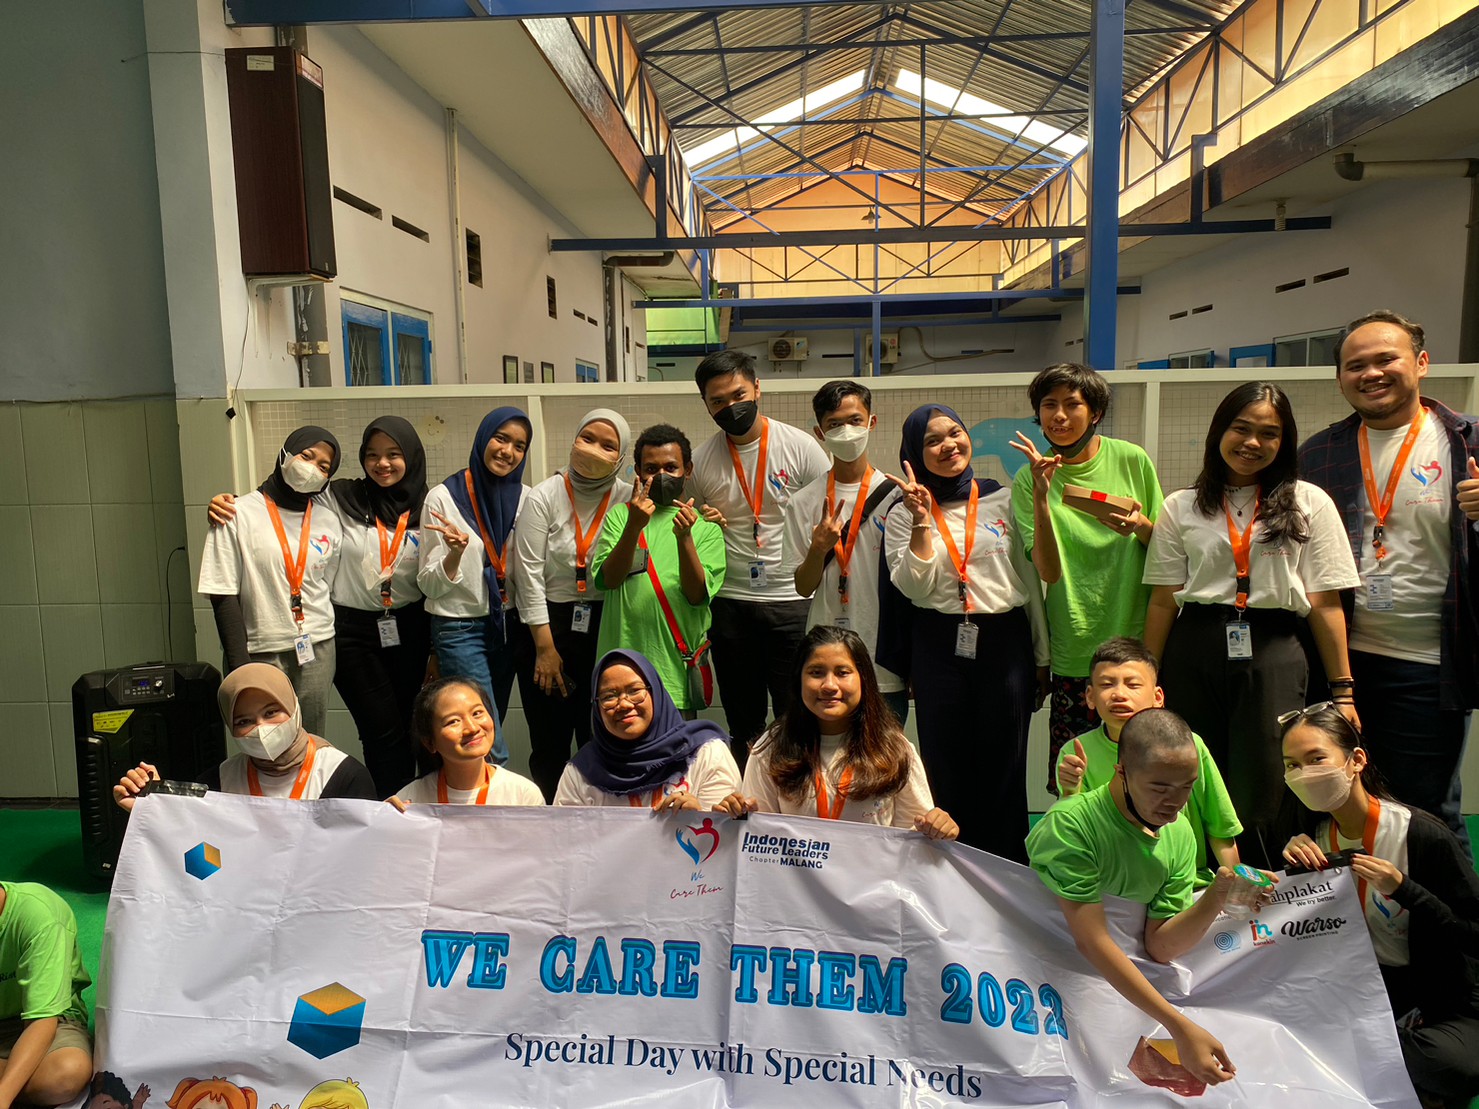 We
Care Them
Indonesian
Future Leaders
Chapter MALANG
ahplakat
We try better.
Warso
WE CARE THEM 2022
Special Day with Special Needs